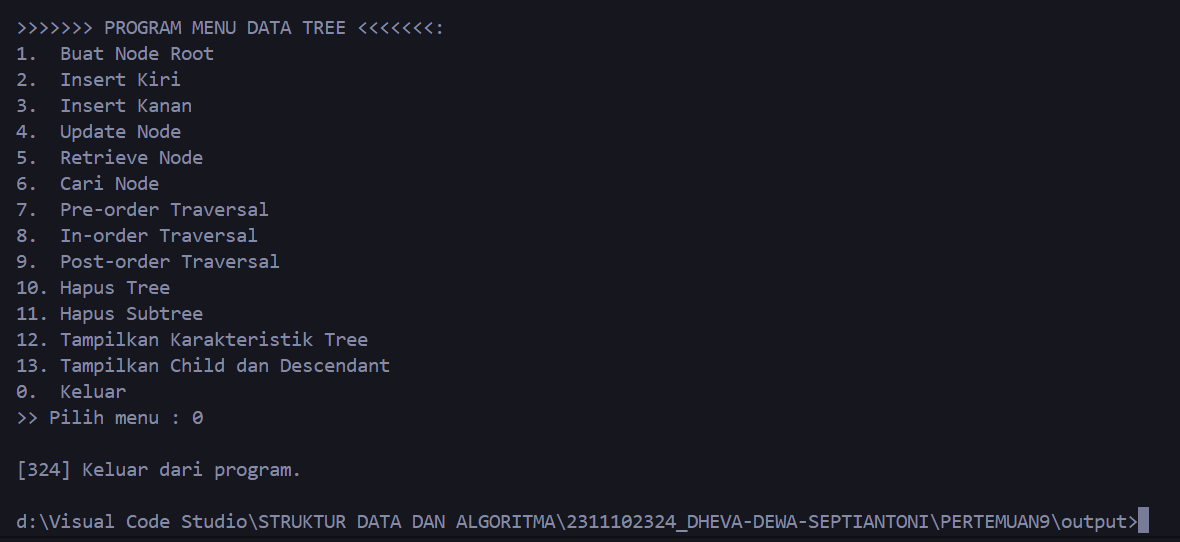 >>>>>>> PROGRAM MENU DATA TREE <<<<<<<:
1.  Buat Node Root
2.  Insert Kiri
3.  Insert Kanan
4.  Update Node
5.  Retrieve Node
6.  Cari Node
7.  Pre-order Traversal
8.  In-order Traversal
9.  Post-order Traversal
10. Hapus Tree
11. Hapus Subtree
12. Tampilkan Karakteristik Tree
13. Tampilkan Child dan Descendant
0.  Keluar
>> Pilih menu : 0
[324] Keluar dari program.
d:\Visual Code Studio\STRUKTUR DATA DAN ALGORITMA\2311102324_DHEVA-DEWA-SEPTIANTONI\PERTEMUAN9\output>